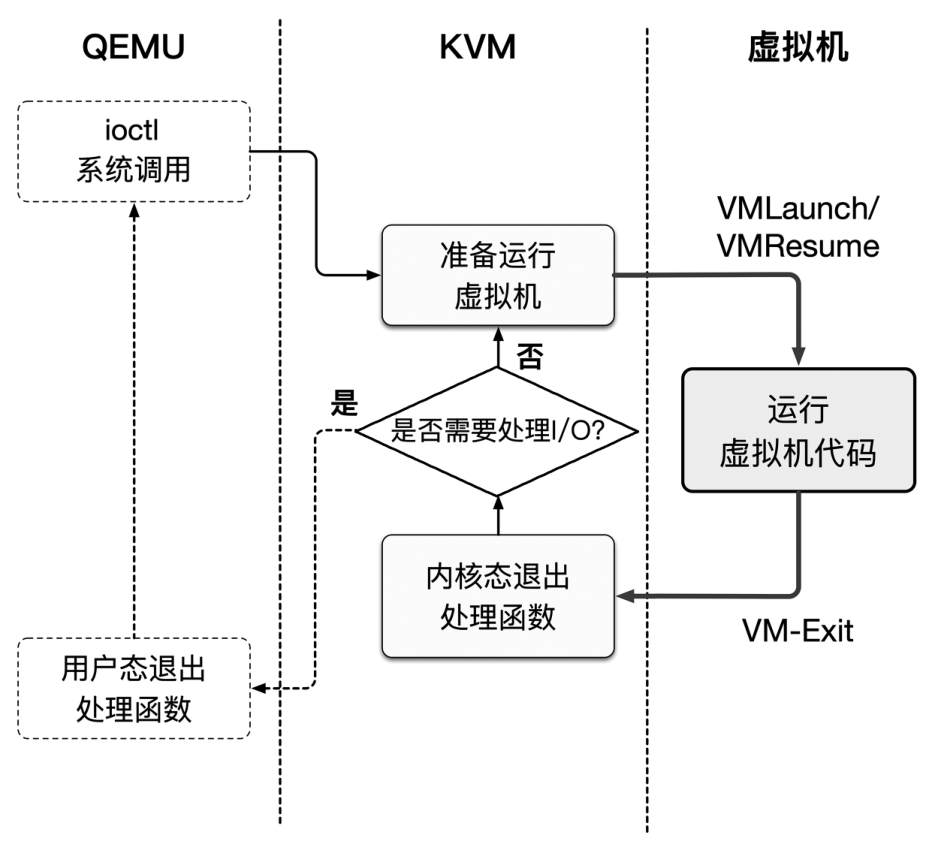 QEMU
KVM
虚拟机
ioctl
系统调用
VMLaunch/
VMResume
准备运行
虚拟机
否
是
是否需要处理I/O?
运行
虚拟机代码
内核态退出
处理函数
VM-Exit
用户态退出
处理函数